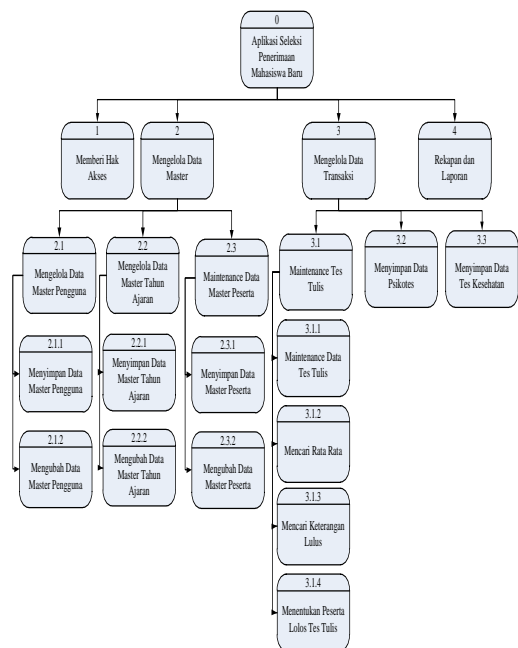 0
Aplikasi Seleksi
Penerimaan
Mahasiswa Baru
1
Memberi Hak
Akses
2
Mengelola Data
Master
3
Mengelola Data
Transaksi
4
Rekapan dan
Laporan
2.1
Mengelola Data
Master Pengguna
2.2
Mengelola Data
Master Tahun
Ajaran
2.3
Maintenance Data
Master Peserta
3.1
Maintenance Tes
Tulis
3.2
Menyimpan Data
Psikotes
3.3
Menyimpan Data
Tes Kesehatan
2.1.1
Menyimpan Data
Master Pengguna
2.2.1
Menyimpan Data
Master Tahun
Ajaran
2.3.1
Menyimpan Data
Master Peserta
3.1.1
Maintenance Data
Tes Tulis
2.1.2
Mengubah Data
Master Pengguna
2.2.2
Mengubah Data
Master Tahun
Ajaran
2.3.2
Mengubah Data
Master Peserta
3.1.2
Mencari Rata Rata
3.1.3
Mencari Keterangan
Lulus
3.1.4
Menentukan Peserta
Lolos Tes Tulis